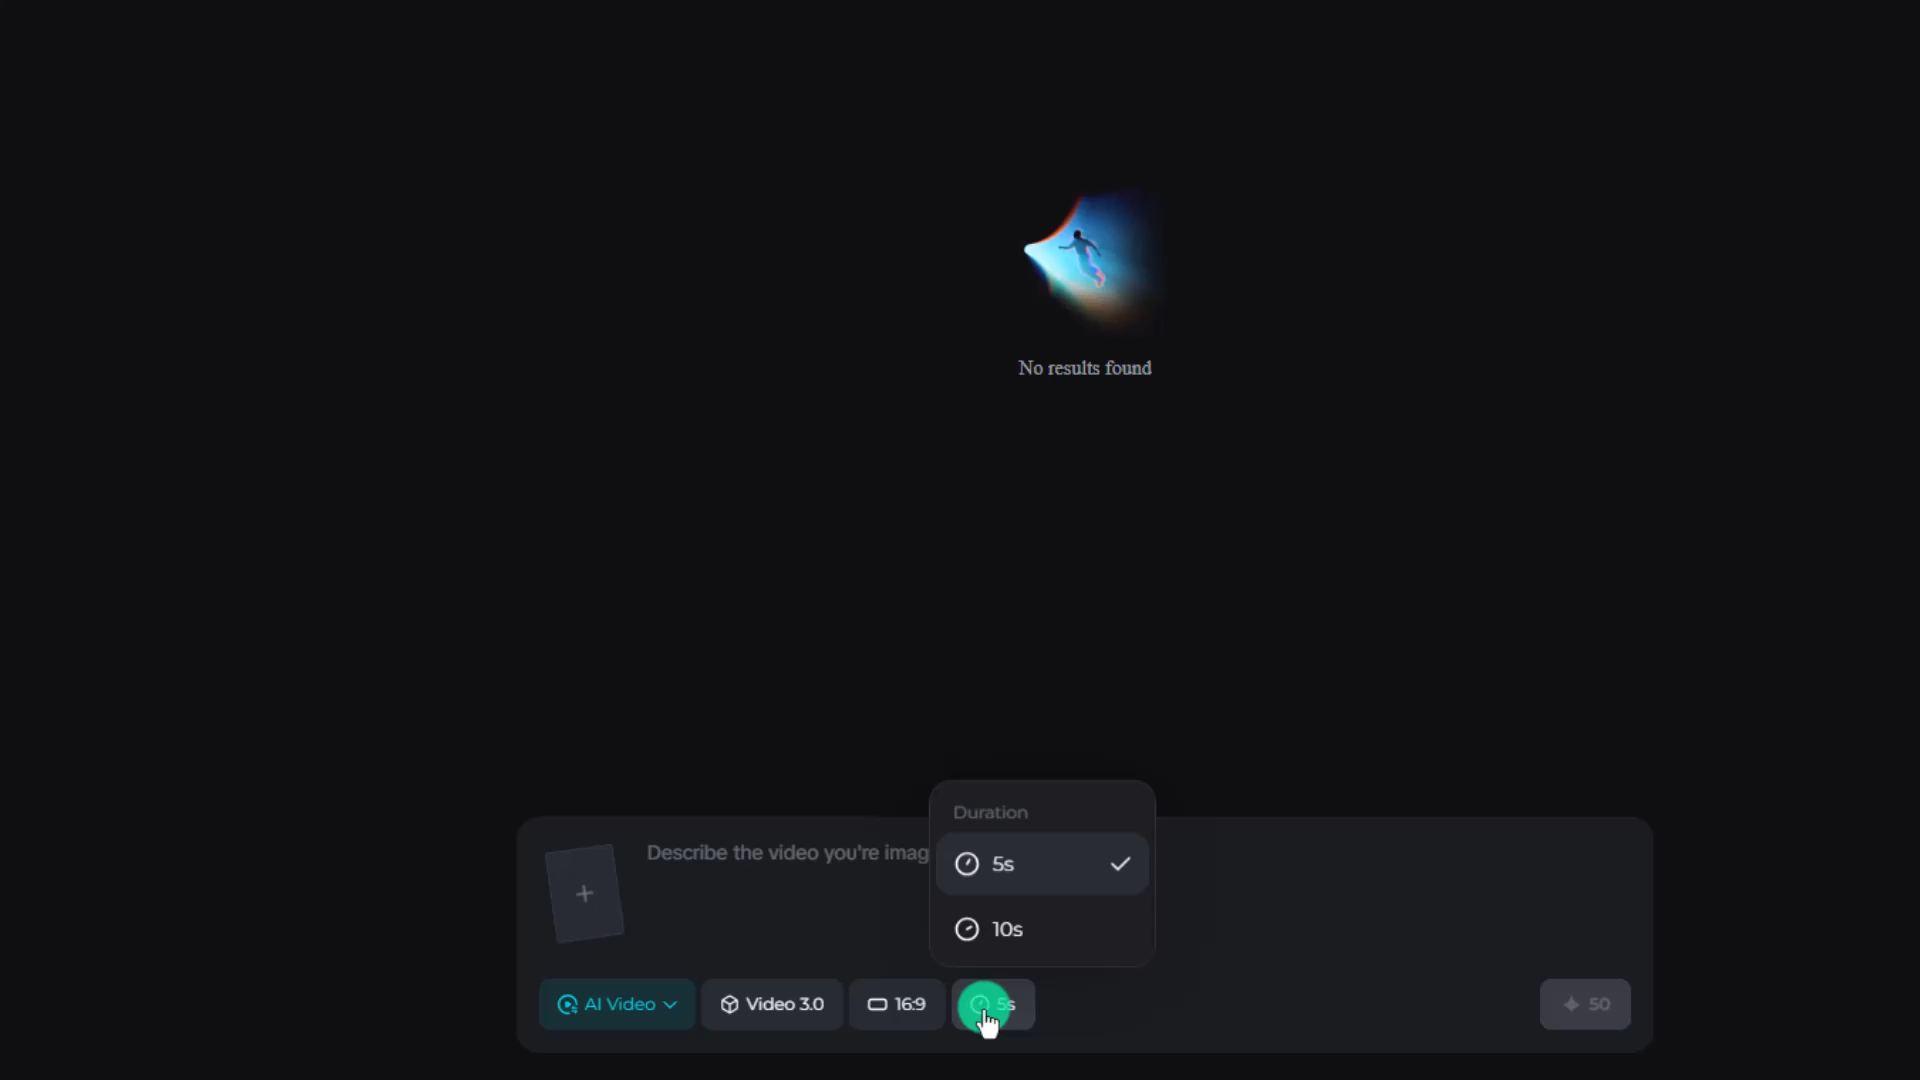 No results found
Duration
Describe the video you're imag
5s
10s
AI Video
Video 3.0
16:9
5s
50